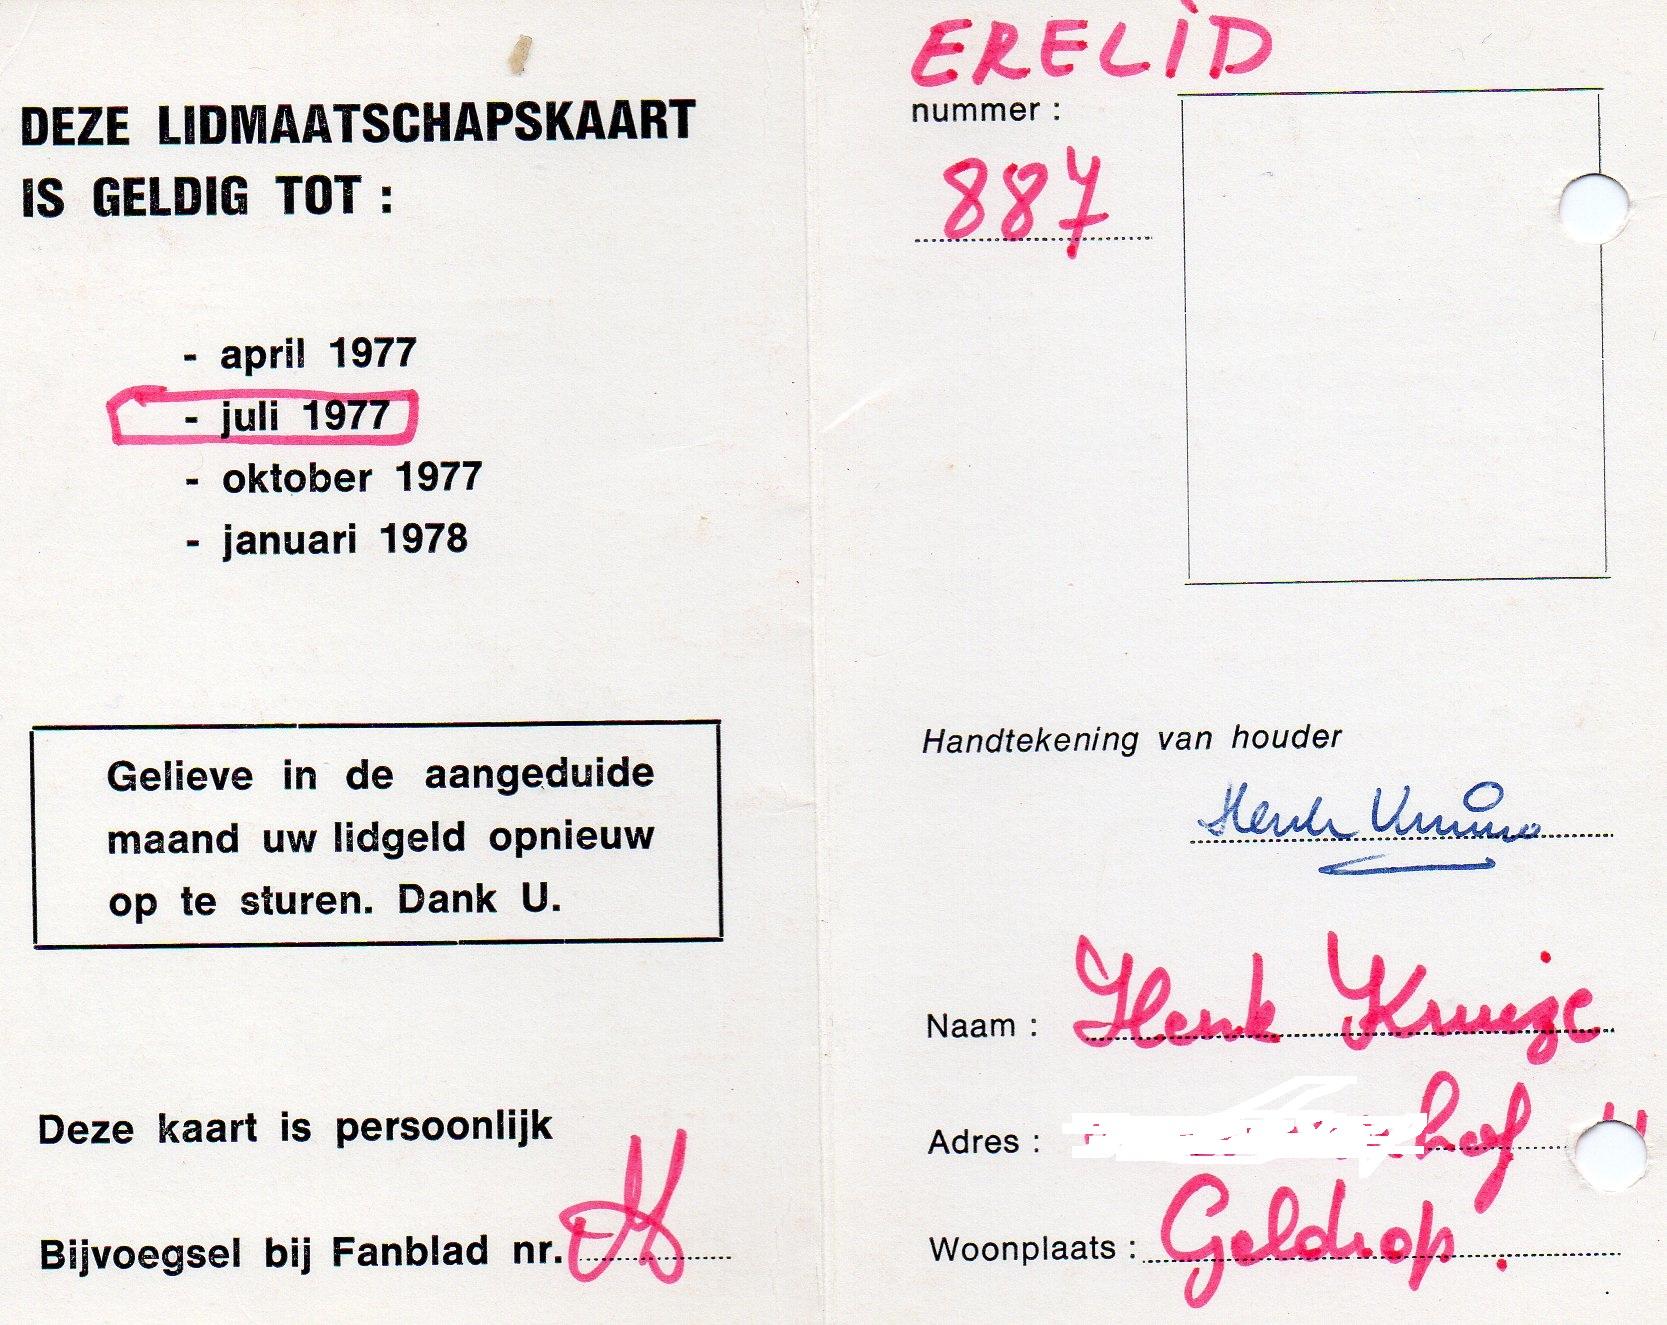 DEZE LIDMAATSCHAPSKAART
IS GELDIG TOT :
- april 1977
- juli 1977
- oktober 1977
- januari 1978
Gelieve in de aangeduide
maand uw lidgeld opnieuw
op te sturen. Dank U.
Deze kaart is persoonlijk
Bijvoegsel bij Fanblad nr.
ERELID
nummer :
887
Handtekening van houder
Naam : Henk Kruize
Adres : hof
Woonplaats : Geldrop.